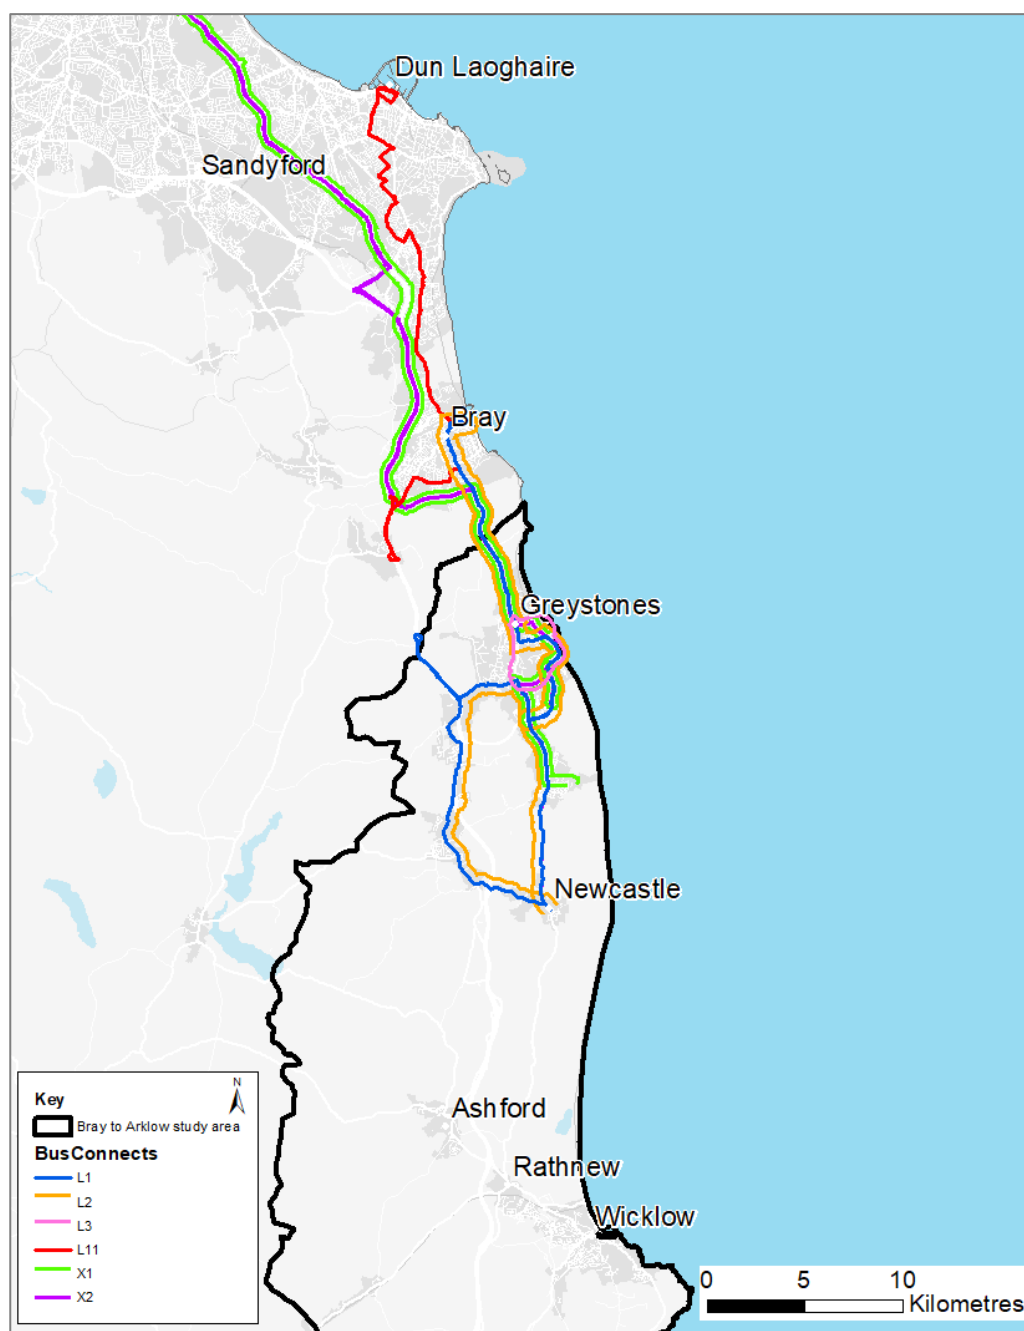 Dun Laoghaire
Sandyford
Bray
Greystones
Newcastle
Ashford
Rathnew
Wicklow
N
Key
Bray to Arklow study area
BusConnects
L1
L2
L3
L11
X1
X2
0 5 10
Kilometres